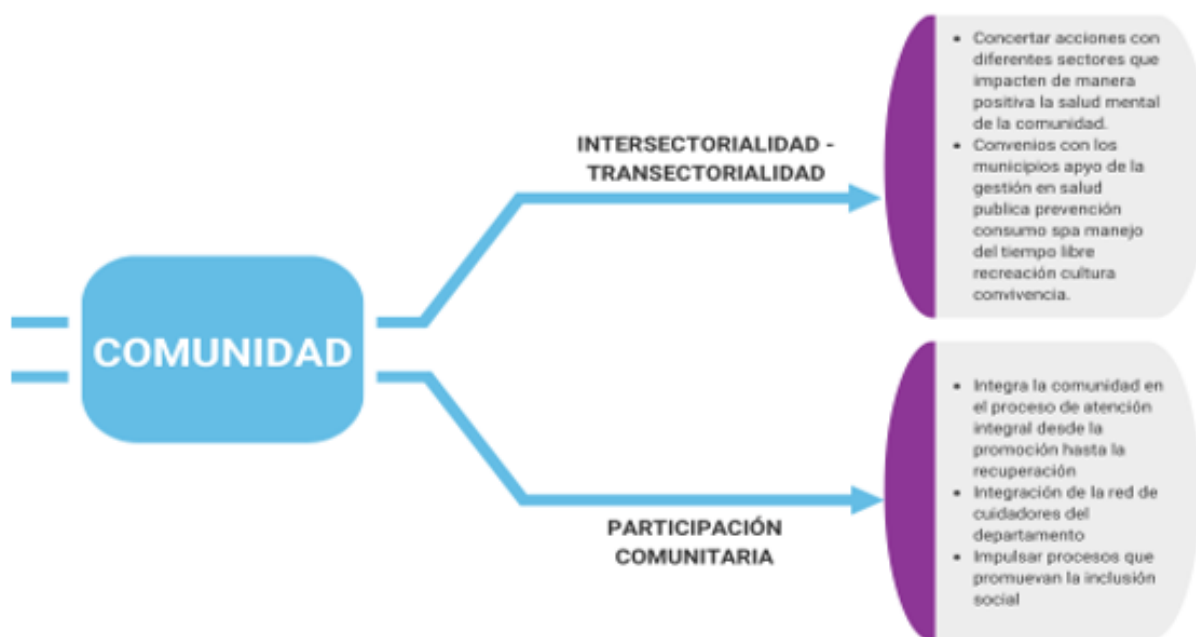 COMUNIDAD
INTERSECTORIALIDAD -
TRANSECTORIALIDAD
• Concertar acciones con
diferentes sectores que
impacten de manera
positiva la salud mental
de la comunidad.
• Convenios con los
municipios apyo de la
gestión en salud
publica prevención
consumo spa manejo
del tiempo libre
recreación cultura
convivencia.
PARTICIPACIÓN
COMUNITARIA
• Integra la comunidad en
el proceso de atención
integral desde la
promoción hasta la
recuperación
• Integración de la red de
cuidadores del
departamento
• Impulsar procesos que
promuevan la inclusión
social